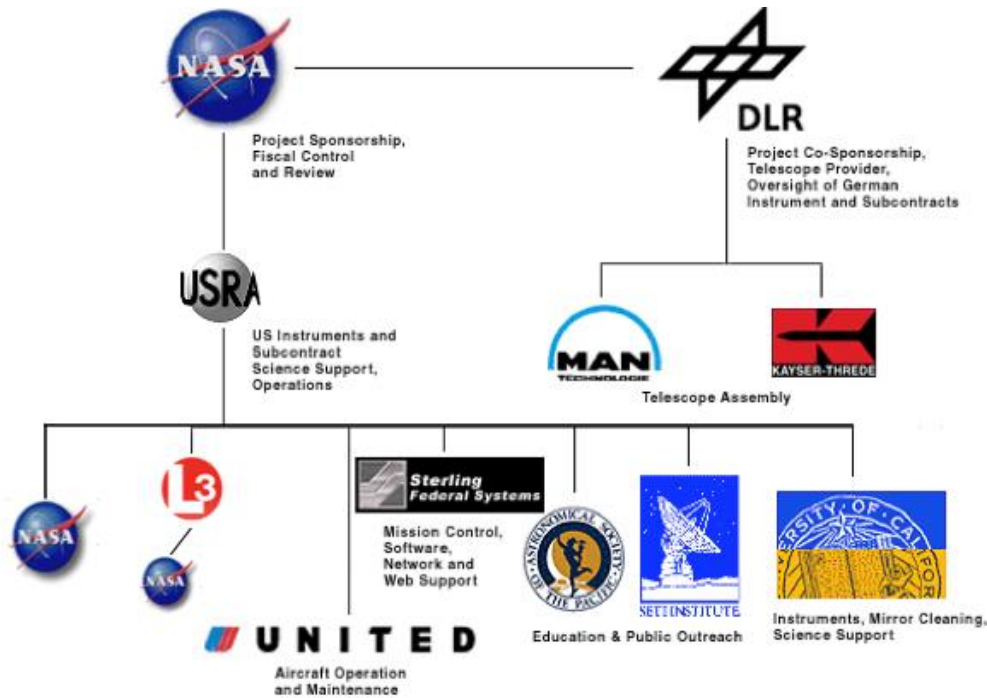 NASA
DLR
Project Sponsorship,
Fiscal Control
and Review
Project Co-Sponsorship,
Telescope Provider,
Oversight of German
Instrument and Subcontracts
USRA
US Instruments and
Subcontract
Science Support,
Operations
MAN
TECHNOLOGIE
KAYSER-THREDE
Telescope Assembly
NASA
L3
NASA
Sterling
Federal Systems
Mission Control,
Software,
Network and
Web Support
ASTRONOMICAL SOCIETY
OF THE PACIFIC
SETI INSTITUTE
Education & Public Outreach
VERSITY·OF·CALIFOR
Instruments, Mirror Cleaning,
Science Support
UNITED
Aircraft Operation
and Maintenance